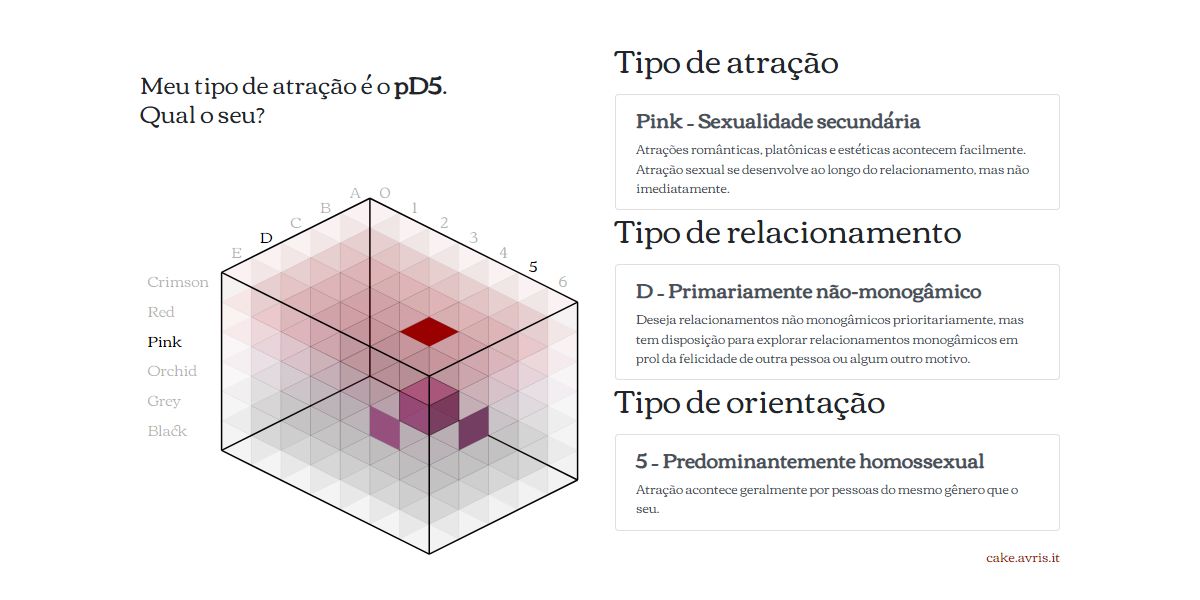 Meu tipo de atração é o pD5.
Qual o seu?
A O
B 1
C 2
D 3
E 4
5
6
Crimson
Red
Pink
Orchid
Grey
Black
Tipo de atração
Pink - Sexualidade secundária
Atrações românticas, platônicas e estéticas acontecem facilmente.
Atração sexual se desenvolve ao longo do relacionamento, mas não
imediatamente.
Tipo de relacionamento
D - Primariamente não-monogâmico
Deseja relacionamentos não monogâmicos prioritariamente, mas
tem disposição para explorar relacionamentos monogâmicos em
prol da felicidade de outra pessoa ou algum outro motivo.
Tipo de orientação
5 - Predominantemente homossexual
Atração acontece geralmente por pessoas do mesmo gênero que o
seu.
cake.avris.it